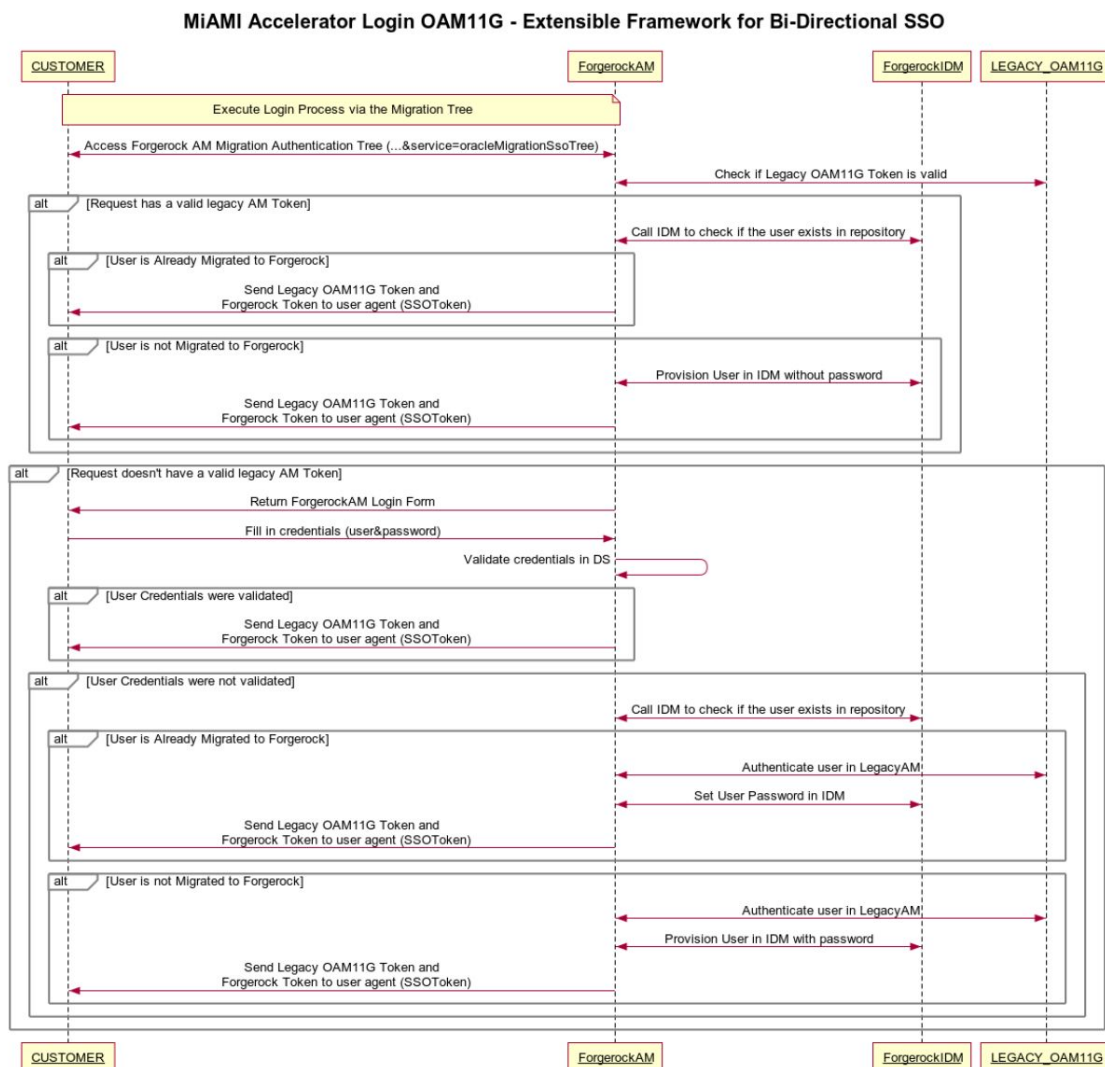 MiAMI Accelerator Login OAM11G - Extensible Framework for Bi-Directional SSO
CUSTOMER
ForgerockAM
ForgerockIDM
LEGACY_OAM11G
Execute Login Process via the Migration Tree
Access Forgerock AM Migration Authentication Tree (...&service=oracleMigrationSsoTree)
Check if Legacy OAM11G Token is valid
alt
[Request has a valid legacy AM Token]
Call IDM to check if the user exists in repository
alt
[User is Already Migrated to Forgerock]
Send Legacy OAM11G Token and
Forgerock Token to user agent (SSOToken)
alt
[User is not Migrated to Forgerock]
Provision User in IDM without password
Send Legacy OAM11G Token and
Forgerock Token to user agent (SSOToken)
alt
[Request doesn't have a valid legacy AM Token]
Return ForgerockAM Login Form
Fill in credentials (user&password)
Validate credentials in DS
alt
[User Credentials were validated]
Send Legacy OAM11G Token and
Forgerock Token to user agent (SSOToken)
alt
[User Credentials were not validated]
Call IDM to check if the user exists in repository
alt
[User is Already Migrated to Forgerock]
Authenticate user in LegacyAM
Set User Password in IDM
Send Legacy OAM11G Token and
Forgerock Token to user agent (SSOToken)
alt
[User is not Migrated to Forgerock]
Authenticate user in LegacyAM
Provision User in IDM with password
Send Legacy OAM11G Token and
Forgerock Token to user agent (SSOToken)
CUSTOMER
ForgerockAM
ForgerockIDM
LEGACY_OAM11G